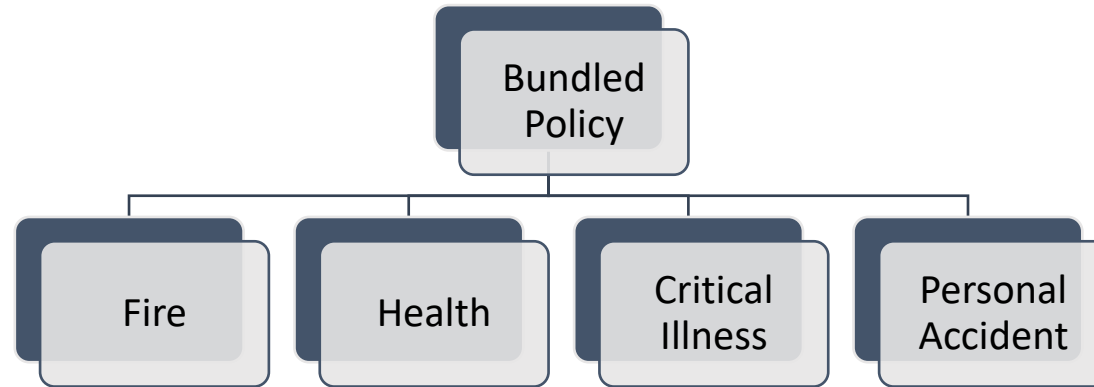 Bundled
Policy
Fire
Health
Critical
Illness
Personal
Accident